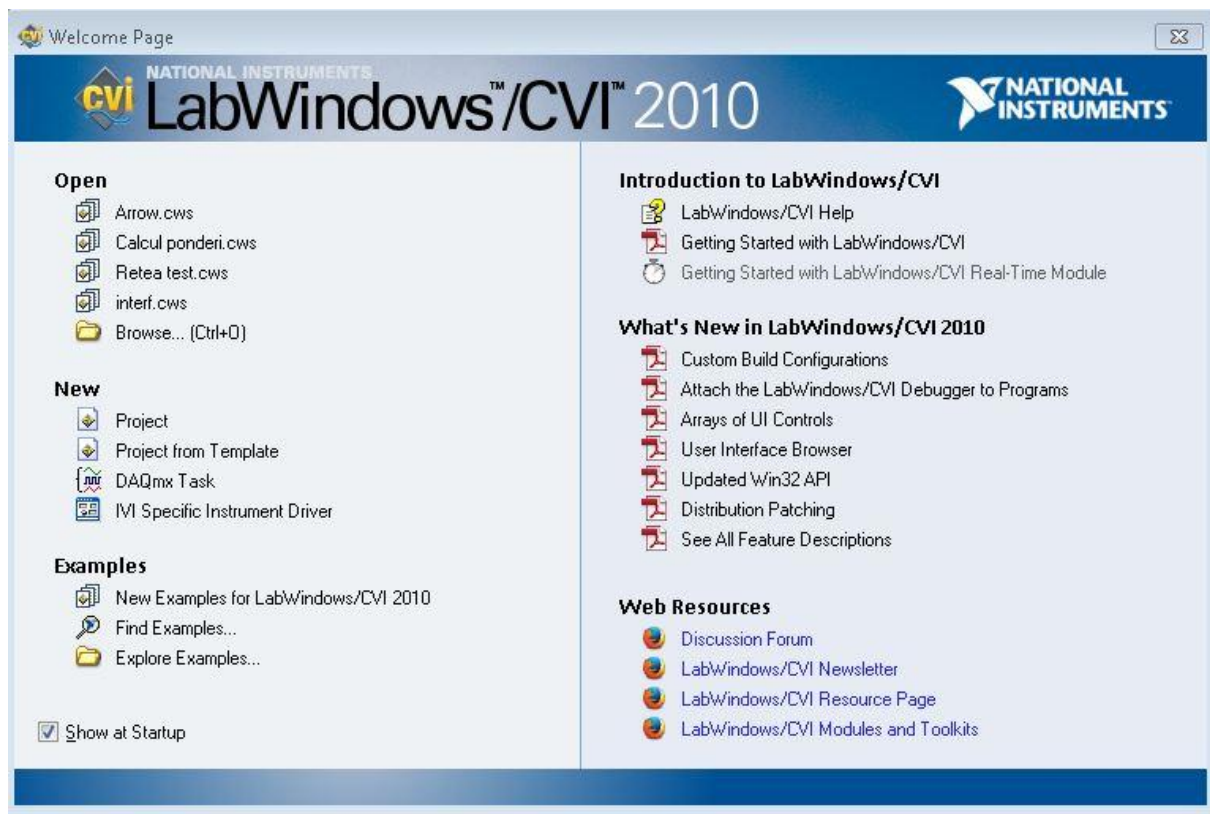 Welcome Page
NATIONAL INSTRUMENTS
cvi LabWindows™/CVI™ 2010
NATIONAL
INSTRUMENTS
Open
Arrow.cws
Calcul ponderi.cws
Retea test.cws
interf.cws
Browse... (Ctrl+O)
New
Project
Project from Template
DAQmx Task
IVI Specific Instrument Driver
Examples
New Examples for LabWindows/CVI 2010
Find Examples...
Explore Examples...
Show at Startup
Introduction to LabWindows/CVI
LabWindows/CVI Help
Getting Started with LabWindows/CVI
Getting Started with LabWindows/CVI Real-Time Module
What's New in LabWindows/CVI 2010
Custom Build Configurations
Attach the LabWindows/CVI Debugger to Programs
Arrays of UI Controls
User Interface Browser
Updated Win32 API
Distribution Patching
See All Feature Descriptions
Web Resources
Discussion Forum
LabWindows/CVI Newsletter
LabWindows/CVI Resource Page
LabWindows/CVI Modules and Toolkits